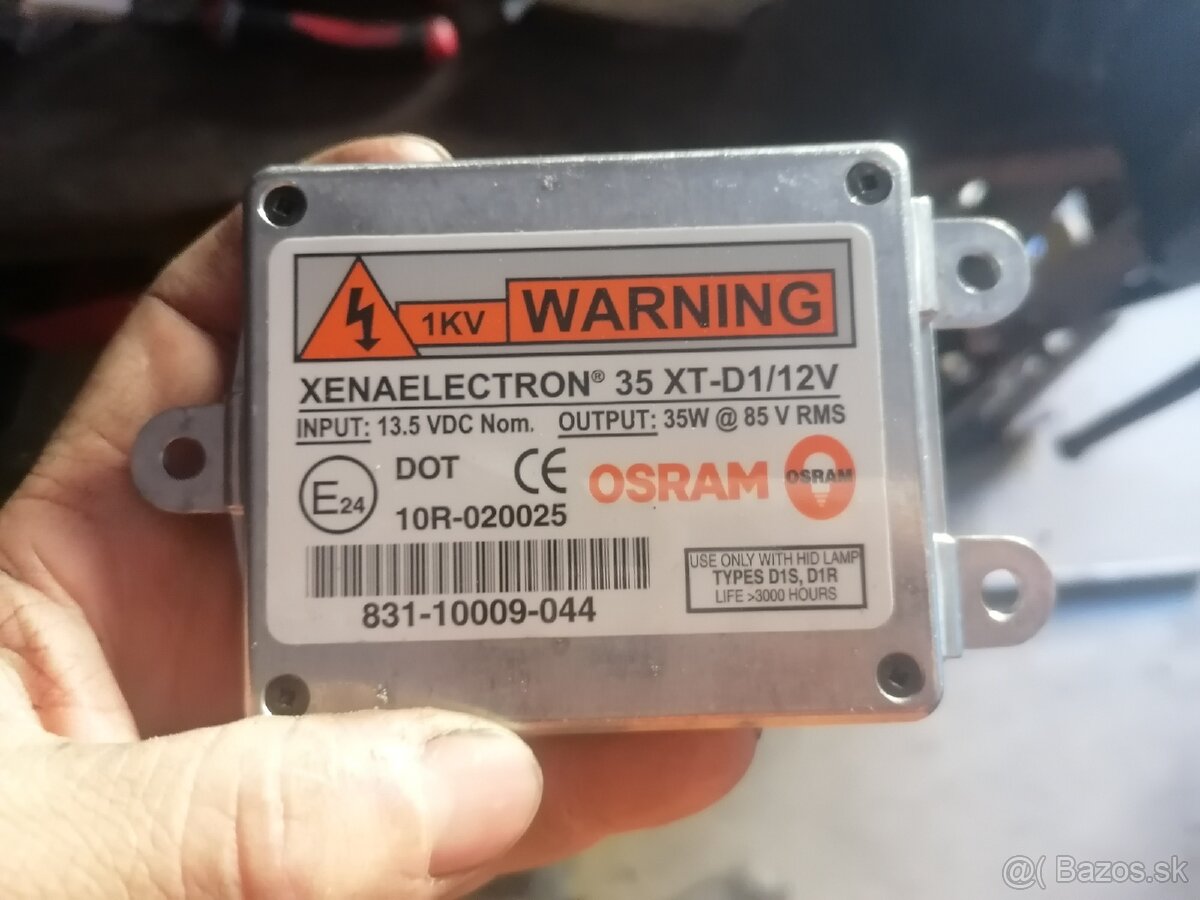 1KV WARNING
XENAELECTRON® 35 XT-D1/12V
INPUT: 13.5 VDC Nom. OUTPUT: 35W @ 85 V RMS
E24 DOT CE OSRAM OSRAM
10R-020025
831-10009-044
USE ONLY WITH HID LAMP
TYPES D1S, D1R
LIFE >3000 HOURS
@( Bazos.sk